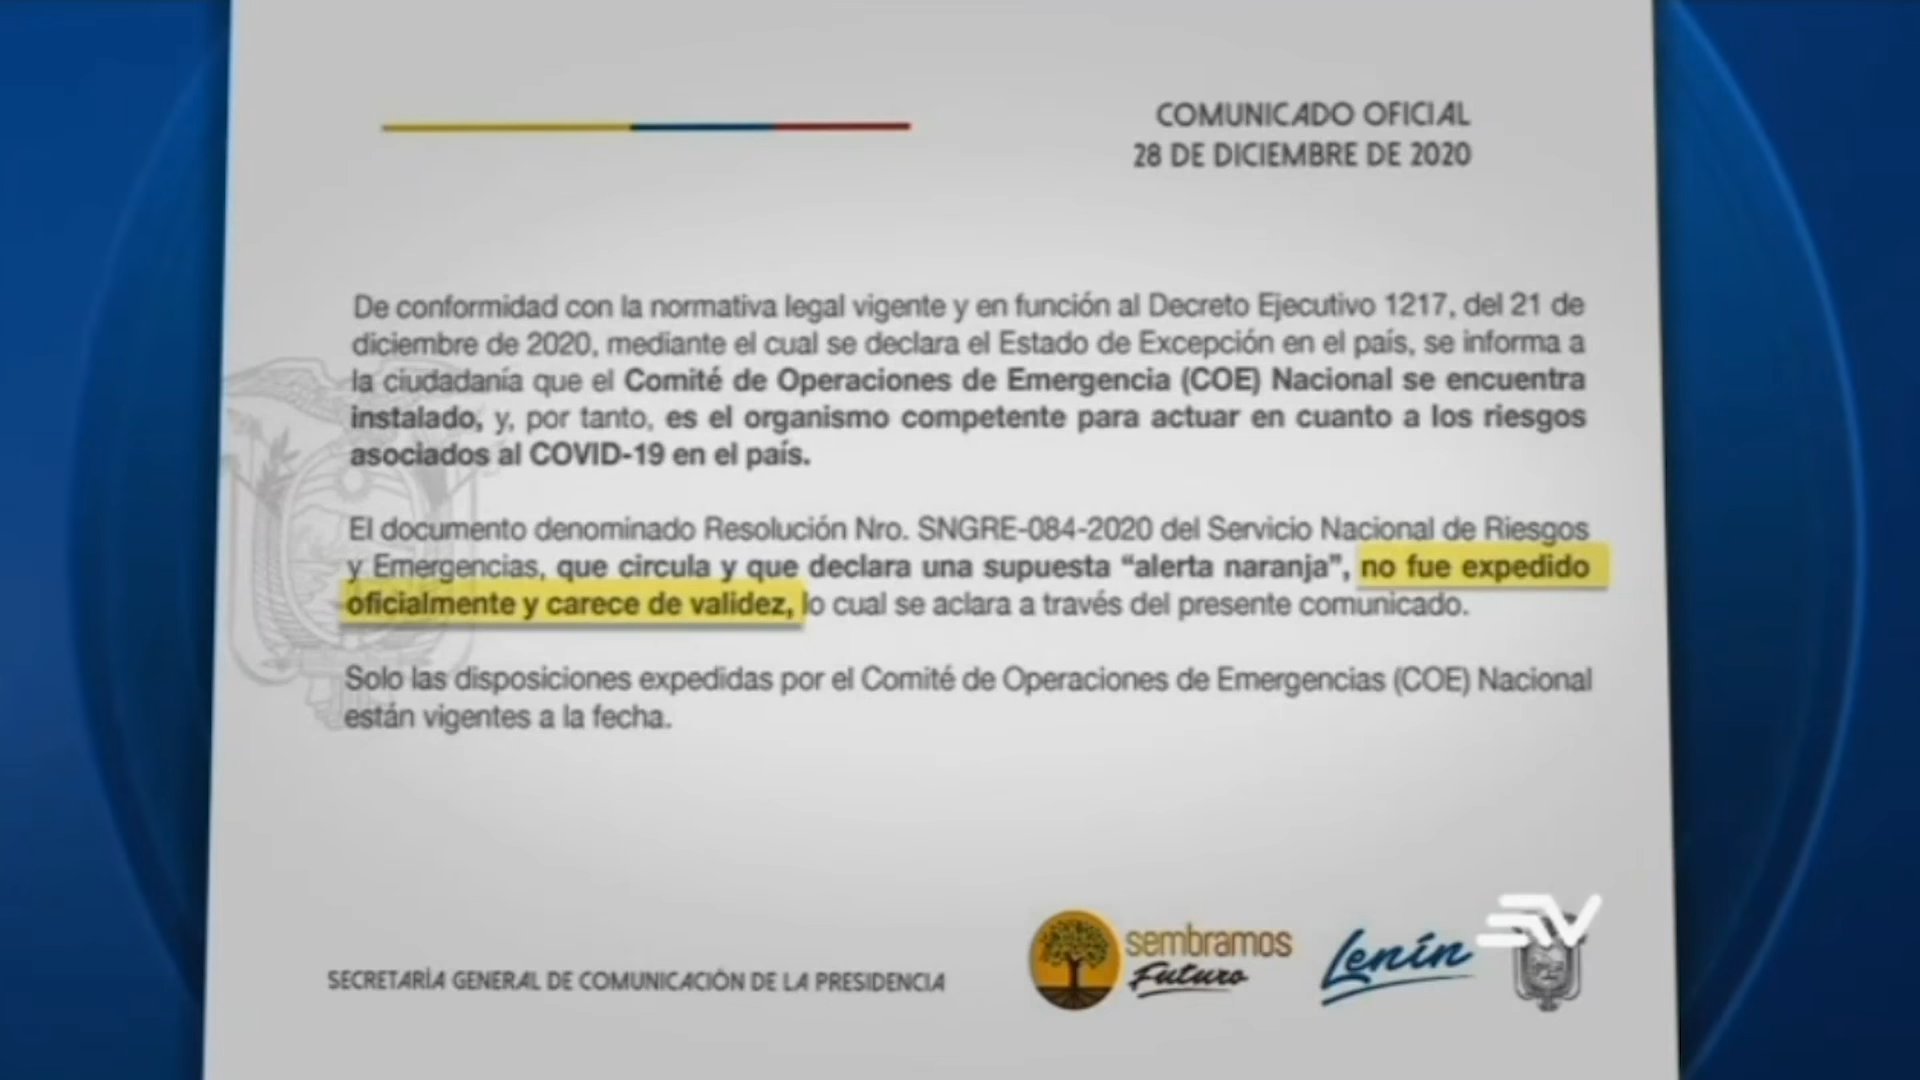 COMUNICADO OFICIAL
28 DE DICIEMBRE DE 2020
De conformidad con la normativa legal vigente y en función al Decreto Ejecutivo 1217, del 21 de
diciembre de 2020, mediante el cual se declara el Estado de Excepción en el país, se informa a
la ciudadanía que el Comité de Operaciones de Emergencia (COE) Nacional se encuentra
instalado, y, por tanto, es el organismo competente para actuar en cuanto a los riesgos
asociados al COVID-19 en el país.
El documento denominado Resolución Nro. SNGRE-084-2020 del Servicio Nacional de Riesgos
y Emergencias, que circula y que declara una supuesta “alerta naranja”, no fue expedido
oficialmente y carece de validez, lo cual se aclara a través del presente comunicado.
Solo las disposiciones expedidas por el Comité de Operaciones de Emergencias (COE) Nacional
están vigentes a la fecha.
SECRETARÍA GENERAL DE COMUNICACIÓN DE LA PRESIDENCIA
sembramos
Futuro
Lenín